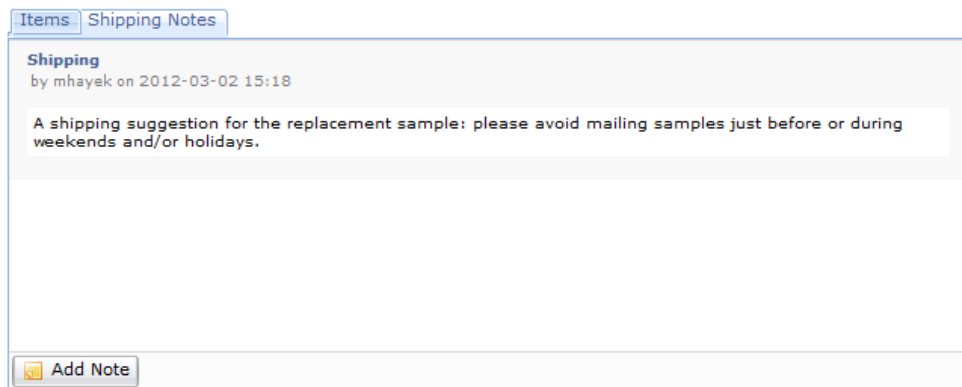 Items Shipping Notes
Shipping
by mhayek on 2012-03-02 15:18
A shipping suggestion for the replacement sample: please avoid mailing samples just before or during
weekends and/or holidays.
Add Note